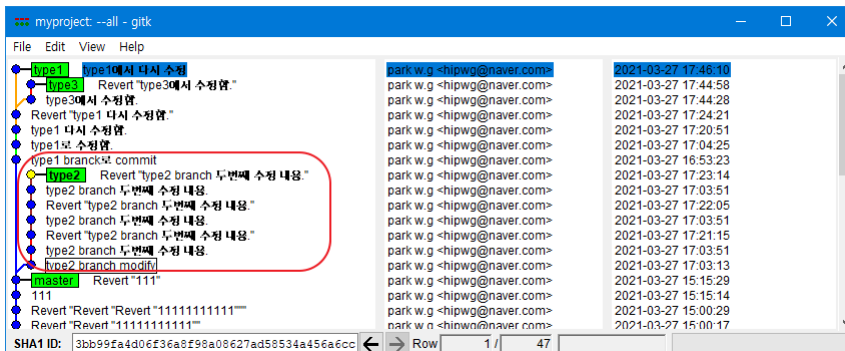 myproject: --all - gitk
File Edit View Help
type1 type1에서 다시 수정 park w.g <hipwg@naver.com> 2021-03-27 17:46:10
type3 Revert "type3에서 수정함." park w.g <hipwg@naver.com> 2021-03-27 17:44:58
type3에서 수정함. park w.g <hipwg@naver.com> 2021-03-27 17:44:28
Revert "type1 다시 수정함." park w.g <hipwg@naver.com> 2021-03-27 17:24:21
type1 다시 수정함. park w.g <hipwg@naver.com> 2021-03-27 17:20:51
type1로 수정함. park w.g <hipwg@naver.com> 2021-03-27 17:04:25
type1 branck로 commit park w.g <hipwg@naver.com> 2021-03-27 16:53:23
type2 Revert "type2 branch 두번째 수정 내용." park w.g <hipwg@naver.com> 2021-03-27 17:23:14
type2 branch 두번째 수정 내용. park w.g <hipwg@naver.com> 2021-03-27 17:03:51
Revert "type2 branch 두번째 수정 내용." park w.g <hipwg@naver.com> 2021-03-27 17:22:05
type2 branch 두번째 수정 내용. park w.g <hipwg@naver.com> 2021-03-27 17:03:51
Revert "type2 branch 두번째 수정 내용." park w.g <hipwg@naver.com> 2021-03-27 17:21:15
type2 branch 두번째 수정 내용. park w.g <hipwg@naver.com> 2021-03-27 17:03:51
type2 branch modify park w.g <hipwg@naver.com> 2021-03-27 17:03:13
master Revert "111" park w.g <hipwg@naver.com> 2021-03-27 15:15:29
111 park w.g <hipwg@naver.com> 2021-03-27 15:15:14
Revert "Revert "Revert "11111111111""" park w.g <hipwg@naver.com> 2021-03-27 15:00:29
Revert "Revert "11111111111"" park w.g <hipwg@naver.com> 2021-03-27 15:00:17
SHA1 ID: 3bb99fa4d06f36a8f98a08627ad58534a456a6cc Row 1 / 47